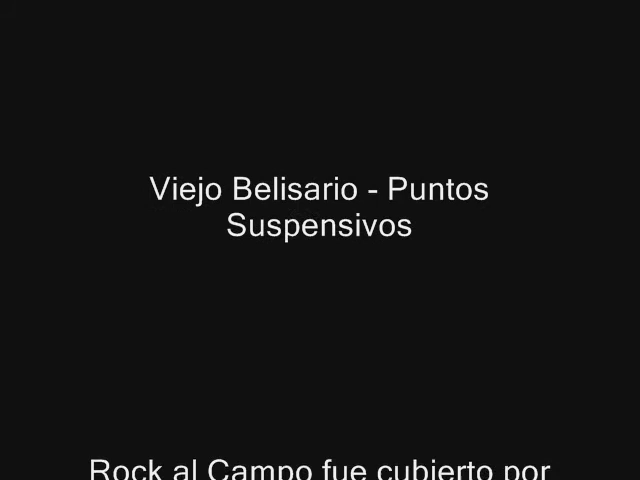 Viejo Belisario - Puntos
Suspensivos
Rock al Campo fue cubierto por